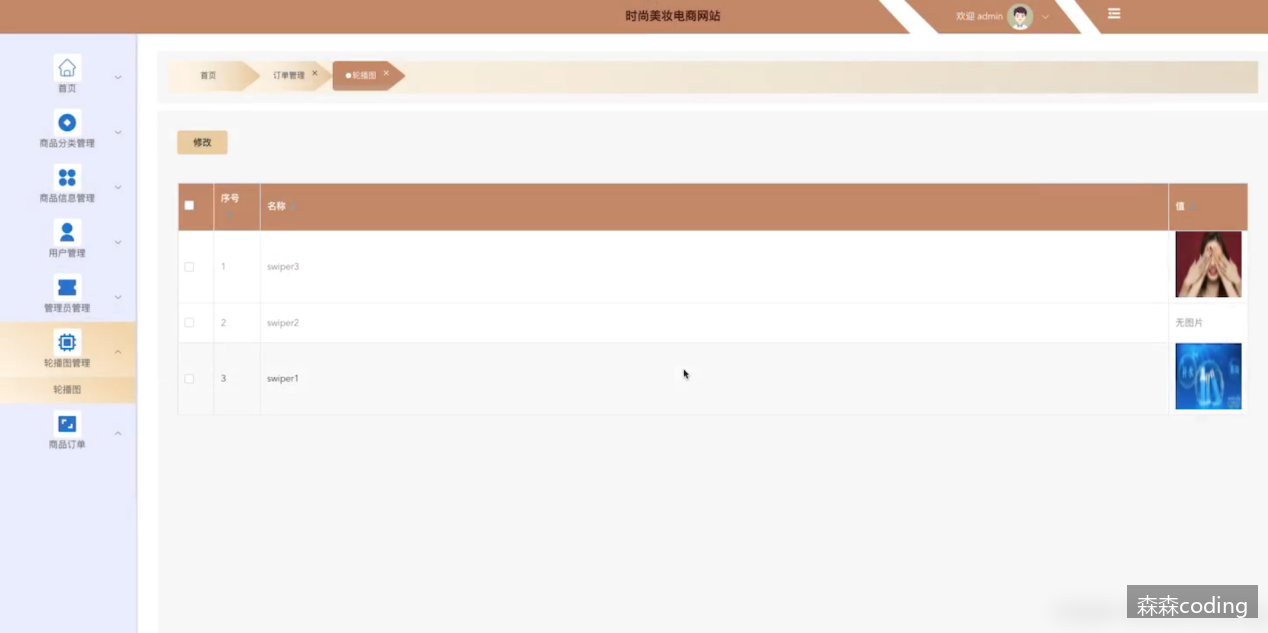 时尚美妆电商网站
欢迎 admin
首页
商品分类管理
商品信息管理
用户管理
管理员管理
轮播图管理
轮播图
商品订单
首页
订单管理
轮播图
修改
序号
名称
值
1
swiper3
2
swiper2
无图片
3
swiper1
森森coding